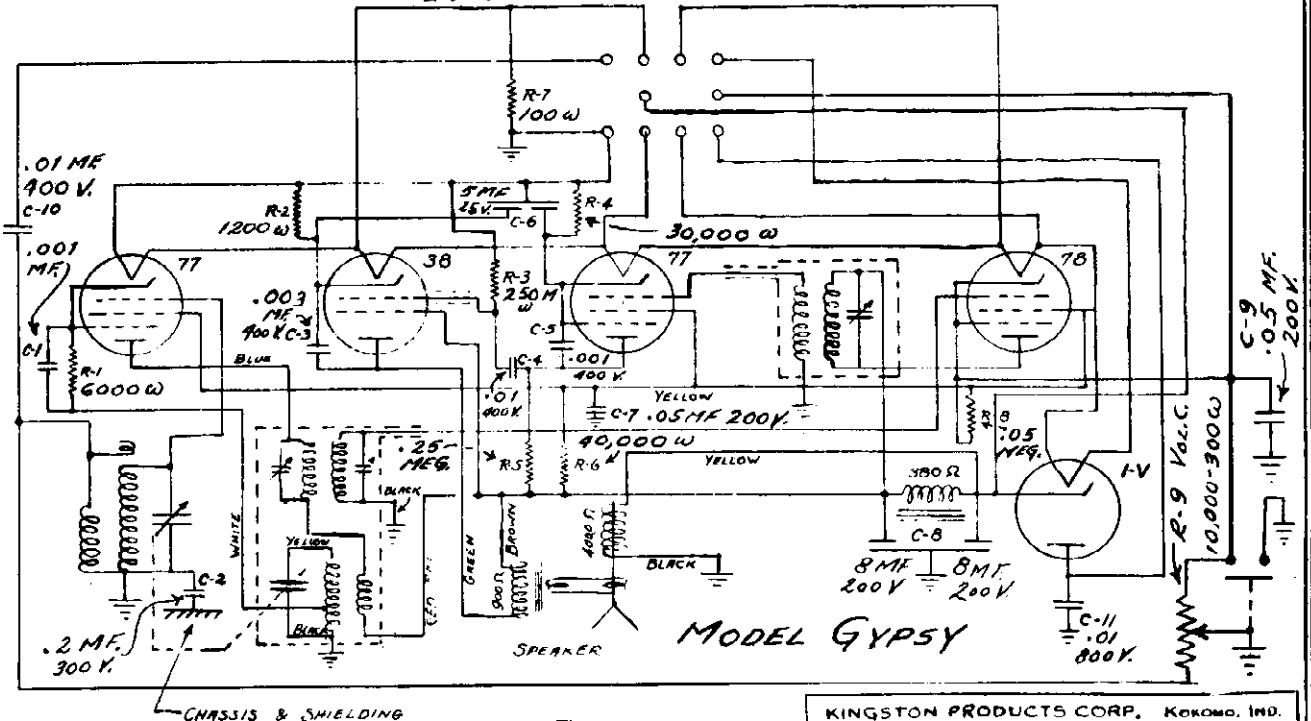 R-7
100 ω
.01 MF.
400 V.
C-10
.001
MF.
R-2
1200 ω
5 MF
25 V.
C-6
R-4
30,000 ω
77
38
77
78
R-3
250 M
ω
.003
MF.
400 V.
C-3
C-5
C-9
.05 MF.
200 V.
C-1
R-1
6000 ω
BLUE
C-4
.01
400 V.
.001
400 V.
YELLOW
C-7 .05 MF 200 V.
40,000 ω
.25
MEG.
R-5
R-6
YELLOW
.05
MEG.
1-V
R-9 VOL. C.
10,000-300 ω
BLACK
380 Ω
WHITE
YELLOW
GREEN
BROWN
900 Ω
4000 Ω
BLACK
C-8
8 MF
200 V
8 MF.
200 V.
C-2
.2 MF.
300 V.
BLACK
C-11
.01
800 V.
SPEAKER
MODEL GYPSY
CHASSIS & SHIELDING
KINGSTON PRODUCTS CORP. KOKOMO, IND.